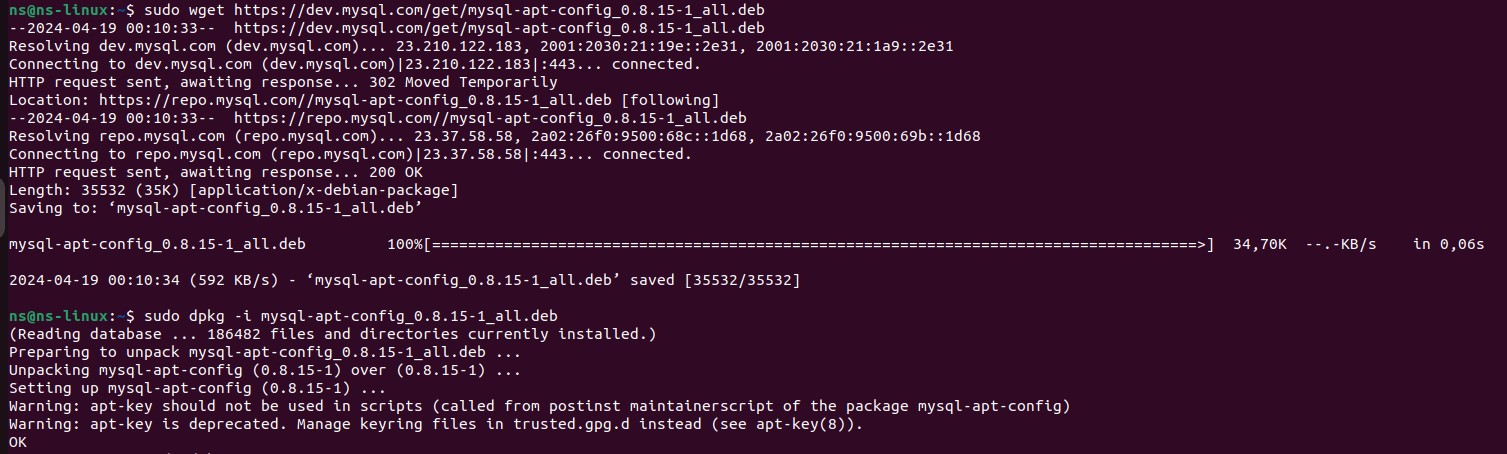 ns@ns-linux:~$ sudo wget https://dev.mysql.com/get/mysql-apt-config_0.8.15-1_all.deb
--2024-04-19 00:10:33--  https://dev.mysql.com/get/mysql-apt-config_0.8.15-1_all.deb
Resolving dev.mysql.com (dev.mysql.com)... 23.210.122.183, 2001:2030:21:19e::2e31, 2001:2030:21:1a9::2e31
Connecting to dev.mysql.com (dev.mysql.com)|23.210.122.183|:443... connected.
HTTP request sent, awaiting response... 302 Moved Temporarily
Location: https://repo.mysql.com//mysql-apt-config_0.8.15-1_all.deb [following]
--2024-04-19 00:10:33--  https://repo.mysql.com//mysql-apt-config_0.8.15-1_all.deb
Resolving repo.mysql.com (repo.mysql.com)... 23.37.58.58, 2a02:26f0:9500:68c::1d68, 2a02:26f0:9500:69b::1d68
Connecting to repo.mysql.com (repo.mysql.com)|23.37.58.58|:443... connected.
HTTP request sent, awaiting response... 200 OK
Length: 35532 (35K) [application/x-debian-package]
Saving to: ‘mysql-apt-config_0.8.15-1_all.deb’
mysql-apt-config_0.8.15-1_all.deb         100%[=====================================================================================>]  34,70K  --.-KB/s    in 0,06s
2024-04-19 00:10:34 (592 KB/s) - ‘mysql-apt-config_0.8.15-1_all.deb’ saved [35532/35532]
ns@ns-linux:~$ sudo dpkg -i mysql-apt-config_0.8.15-1_all.deb
(Reading database ... 186482 files and directories currently installed.)
Preparing to unpack mysql-apt-config_0.8.15-1_all.deb ...
Unpacking mysql-apt-config (0.8.15-1) over (0.8.15-1) ...
Setting up mysql-apt-config (0.8.15-1) ...
Warning: apt-key should not be used in scripts (called from postinst maintainerscript of the package mysql-apt-config)
Warning: apt-key is deprecated. Manage keyring files in trusted.gpg.d instead (see apt-key(8)).
OK